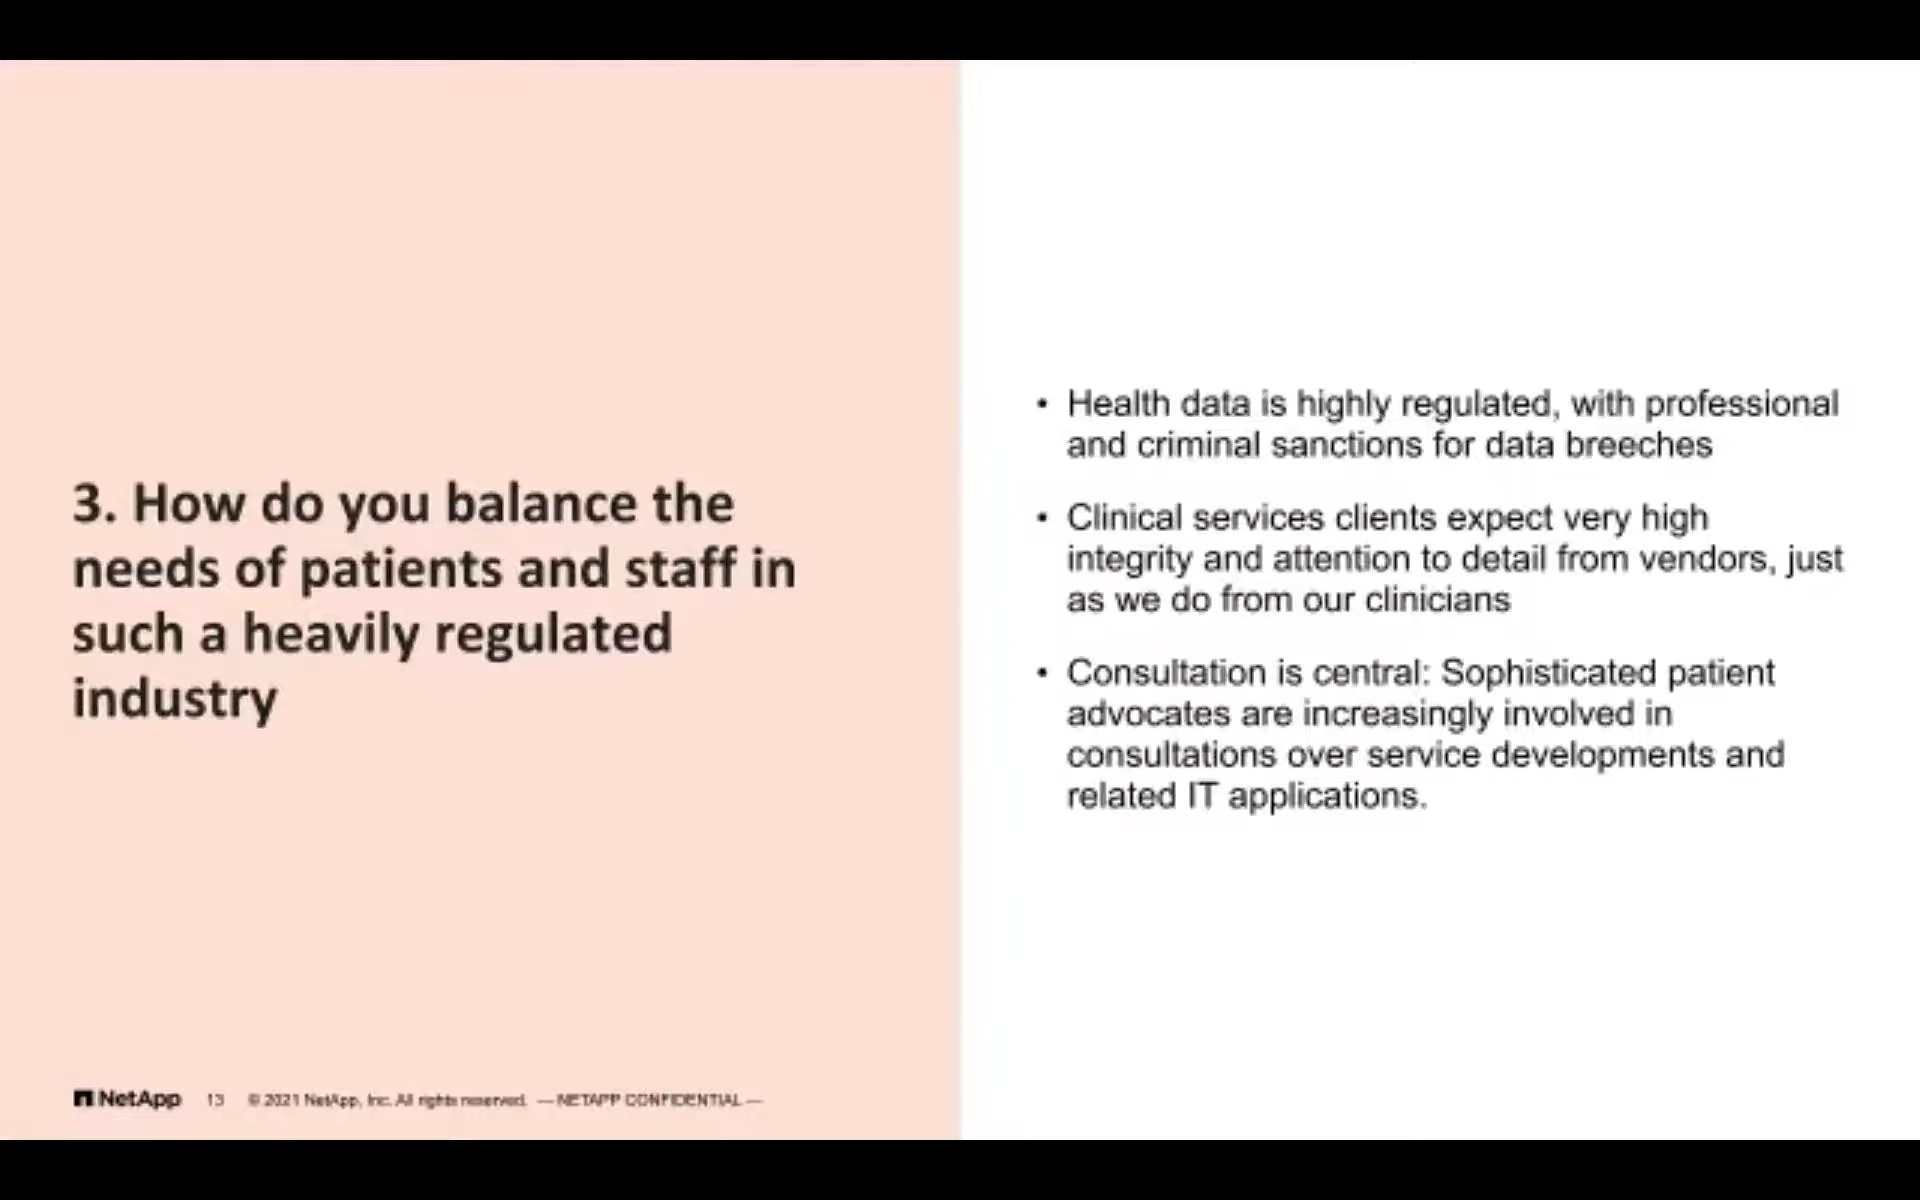 3. How do you balance the
needs of patients and staff in
such a heavily regulated
industry
• Health data is highly regulated, with professional
and criminal sanctions for data breeches
• Clinical services clients expect very high
integrity and attention to detail from vendors, just
as we do from our clinicians
• Consultation is central: Sophisticated patient
advocates are increasingly involved in
consultations over service developments and
related IT applications.
NetApp 13 © 2021 NetApp, Inc. All rights reserved. — NETAPP CONFIDENTIAL —